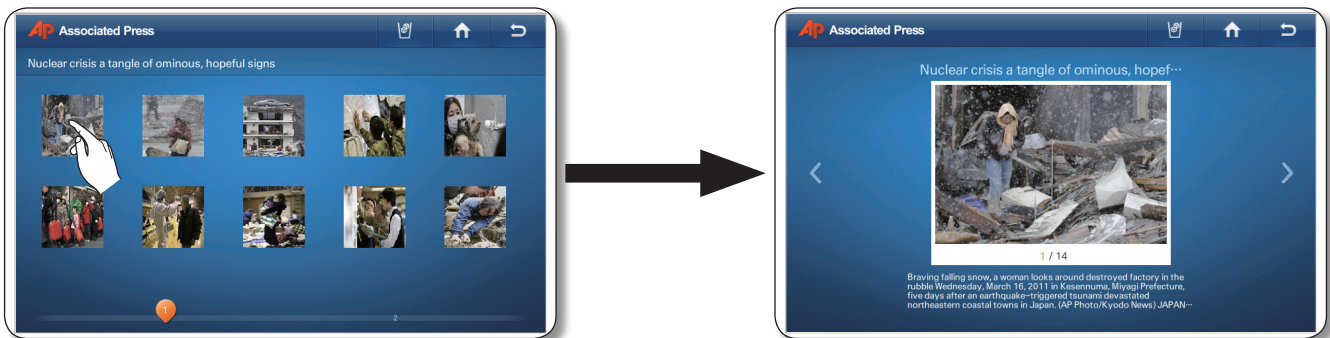 AP Associated Press
Nuclear crisis a tangle of ominous, hopeful signs
1
2
AP Associated Press
Nuclear crisis a tangle of ominous, hopef…
1 / 14
Braving falling snow, a woman looks around destroyed factory in the
rubble Wednesday, March 16, 2011 in Kesennuma, Miyagi Prefecture,
five days after an earthquake-triggered tsunami devastated
northeastern coastal towns in Japan. (AP Photo/Kyodo News) JAPAN…